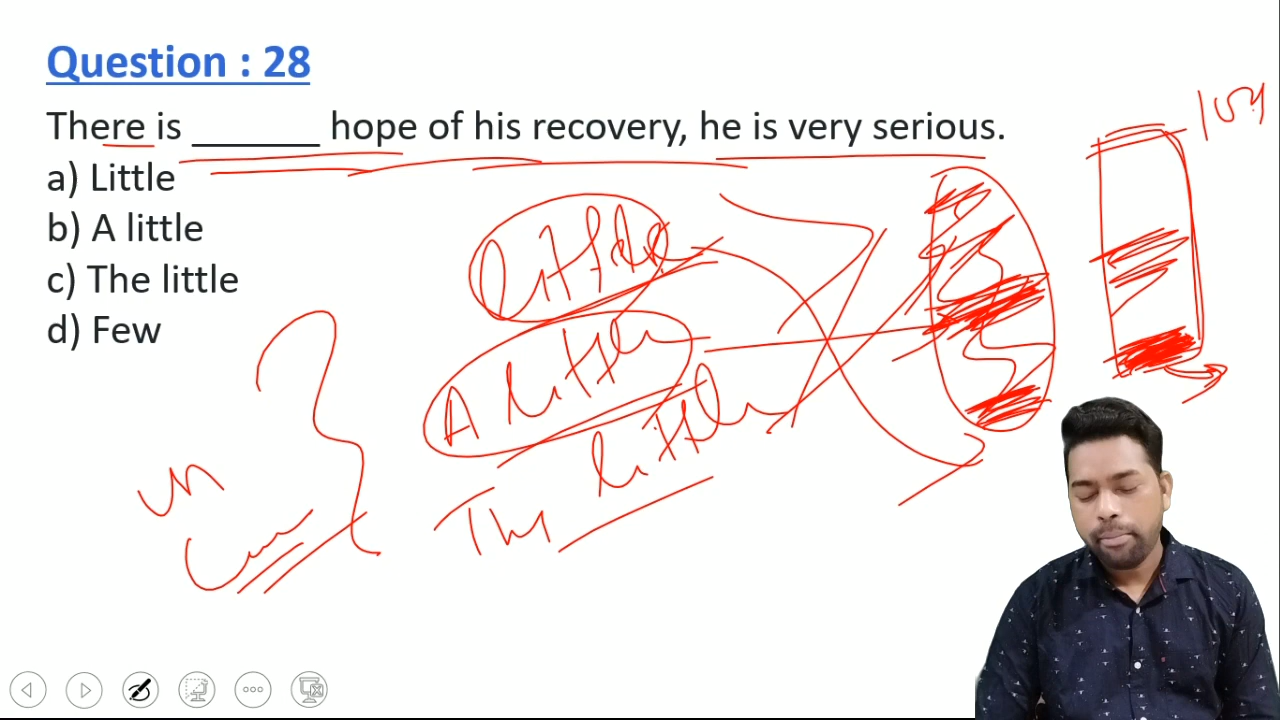 Question : 28
There is ______ hope of his recovery, he is very serious.
a) Little
b) A little
c) The little
d) Few
little
A little
The little